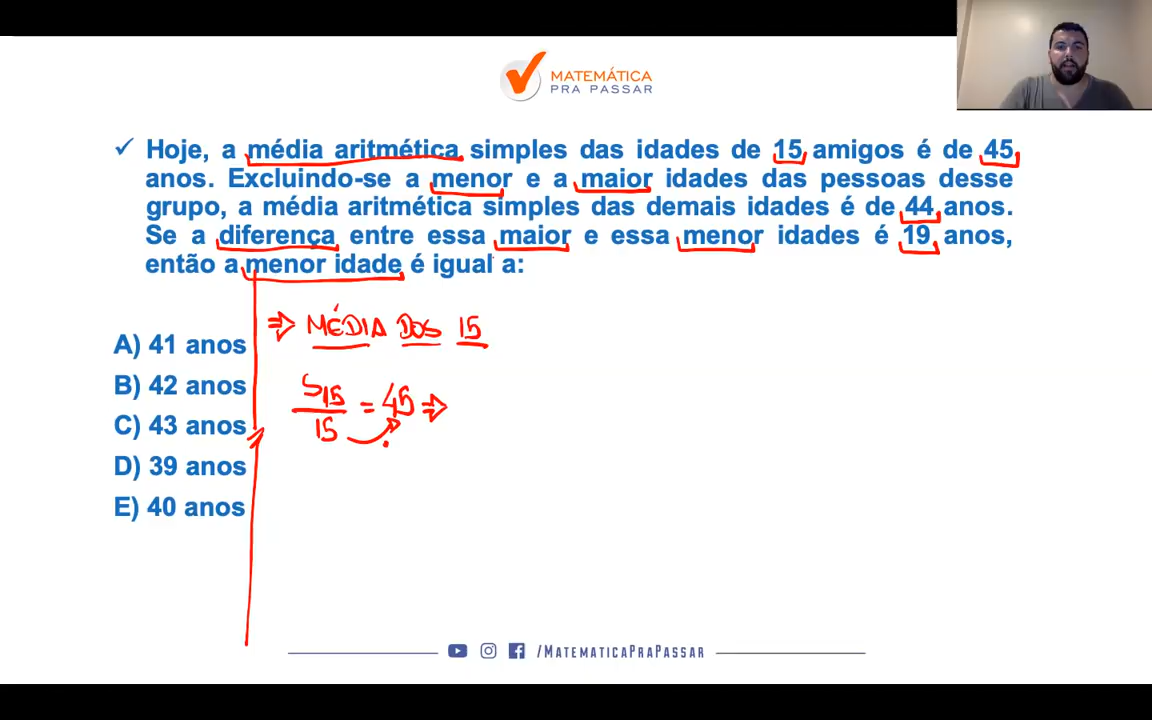 MATEMÁTICA
PRA PASSAR
✓ Hoje, a média aritmética simples das idades de 15 amigos é de 45
anos. Excluindo-se a menor e a maior idades das pessoas desse
grupo, a média aritmética simples das demais idades é de 44 anos.
Se a diferença entre essa maior e essa menor idades é 19 anos,
então a menor idade é igual a:
⇒ MÉDIA DOS 15
A) 41 anos
B) 42 anos
S15/15 = 45 ⇒
C) 43 anos
D) 39 anos
E) 40 anos
/MATEMATICAPRAPASSAR